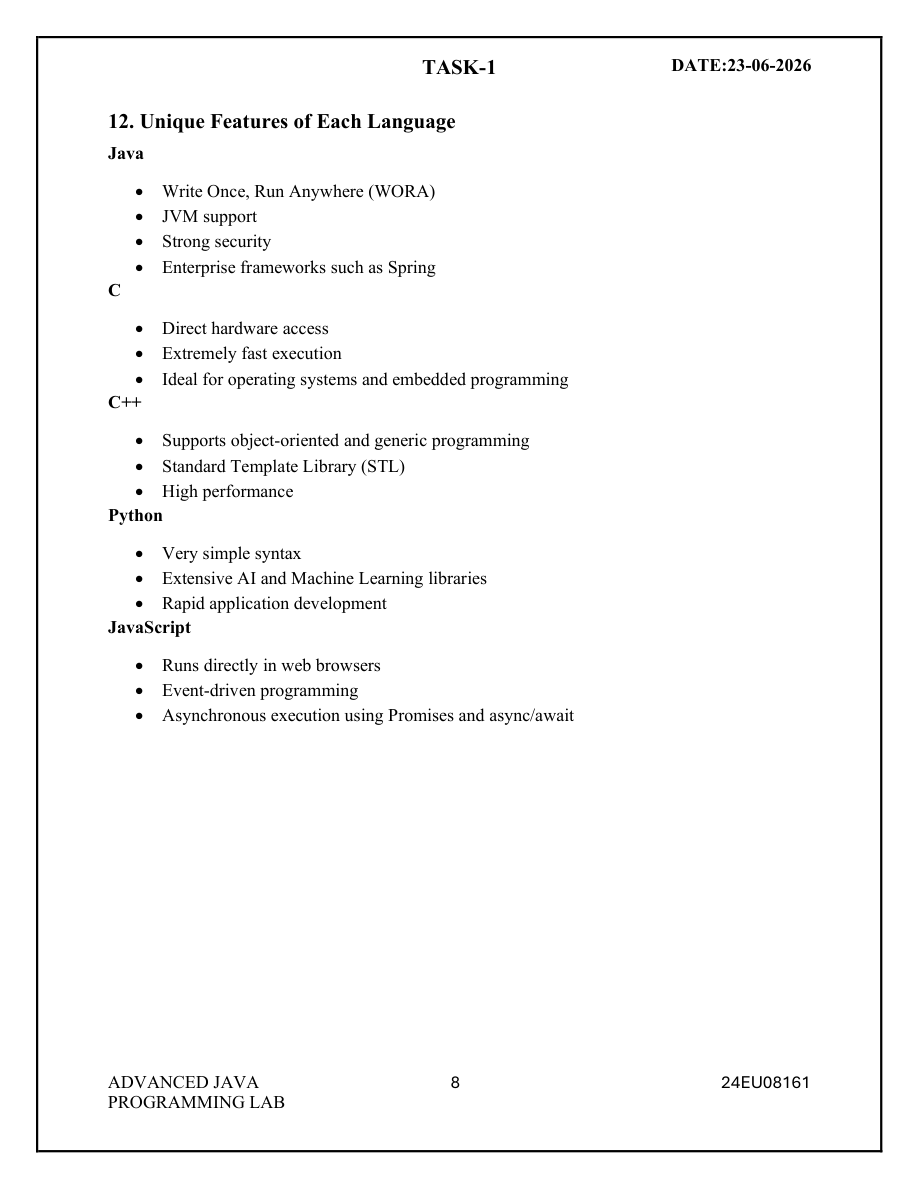 TASK-1
DATE:23-06-2026
12. Unique Features of Each Language
Java
• Write Once, Run Anywhere (WORA)
• JVM support
• Strong security
• Enterprise frameworks such as Spring
C
• Direct hardware access
• Extremely fast execution
• Ideal for operating systems and embedded programming
C++
• Supports object-oriented and generic programming
• Standard Template Library (STL)
• High performance
Python
• Very simple syntax
• Extensive AI and Machine Learning libraries
• Rapid application development
JavaScript
• Runs directly in web browsers
• Event-driven programming
• Asynchronous execution using Promises and async/await
ADVANCED JAVA
PROGRAMMING LAB
8
24EU08161